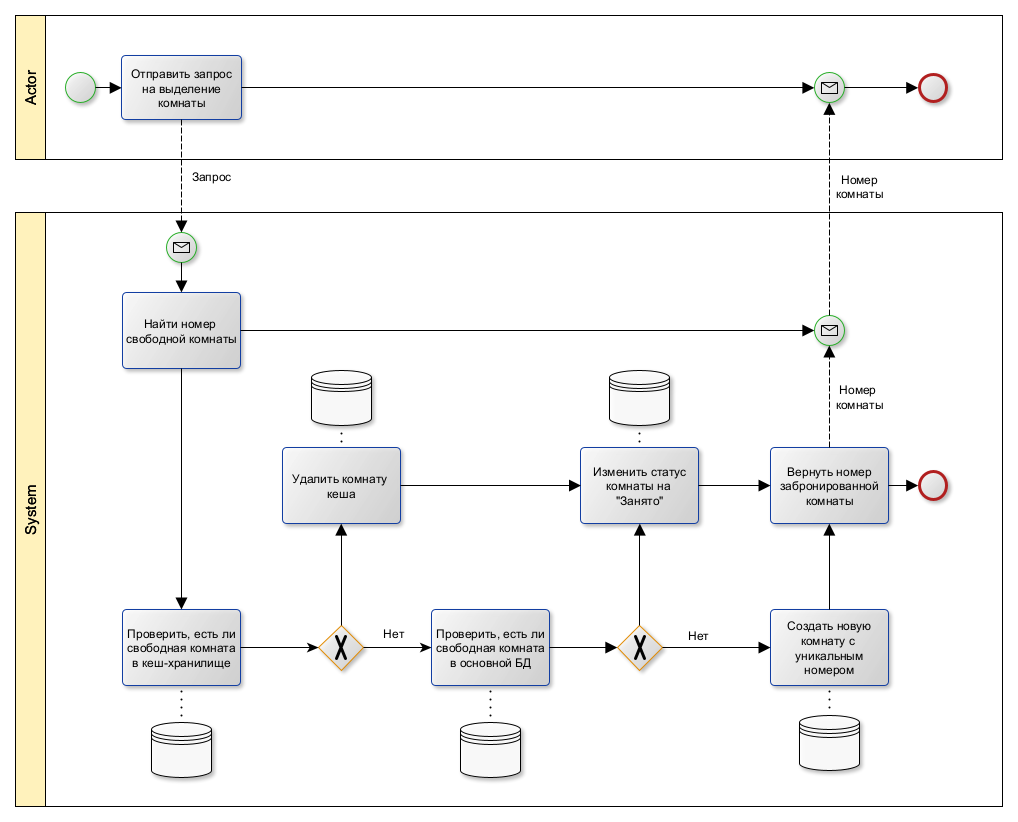 Actor
Отправить запрос
на выделение
комнаты
Запрос
Номер
комнаты
System
Найти номер
свободной комнаты
Номер
комнаты
Удалить комнату
кеша
Изменить статус
комнаты на
"Занято"
Вернуть номер
забронированной
комнаты
Проверить, есть ли
свободная комната
в кеш-хранилище
Нет
Проверить, есть ли
свободная комната
в основной БД
Нет
Создать новую
комнату с
уникальным
номером